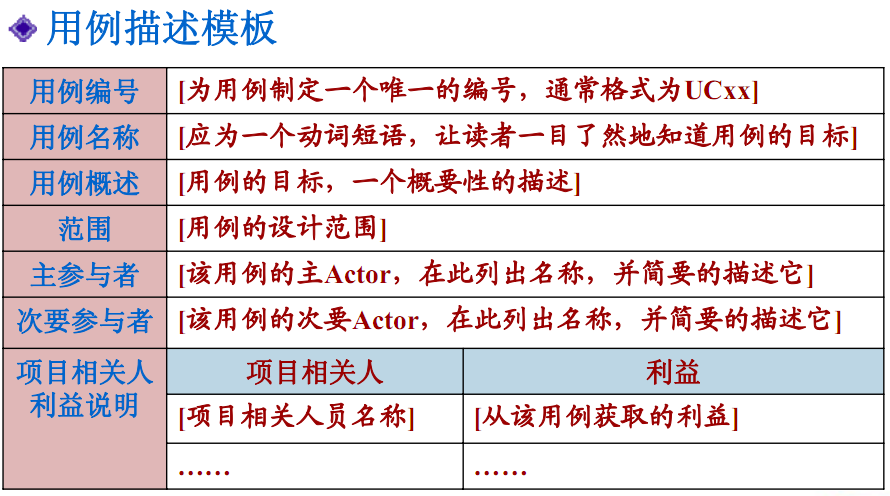 用例描述模板
用例编号 [为用例制定一个唯一的编号，通常格式为UCxx]
用例名称 [应为一个动词短语，让读者一目了然地知道用例的目标]
用例概述 [用例的目标，一个概要性的描述]
范围 [用例的设计范围]
主参与者 [该用例的主Actor，在此列出名称，并简要的描述它]
次要参与者 [该用例的次要Actor，在此列出名称，并简要的描述它]
项目相关人
利益说明
项目相关人 利益
[项目相关人员名称] [从该用例获取的利益]
…… ……